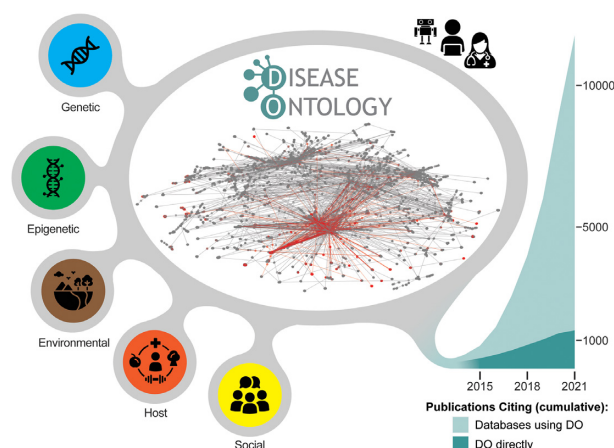 DISEASE
ONTOLOGY
Genetic
Epigenetic
Environmental
Host
Social
10000
5000
1000
2015
2018
2021
Publications Citing (cumulative):
Databases using DO
DO directly